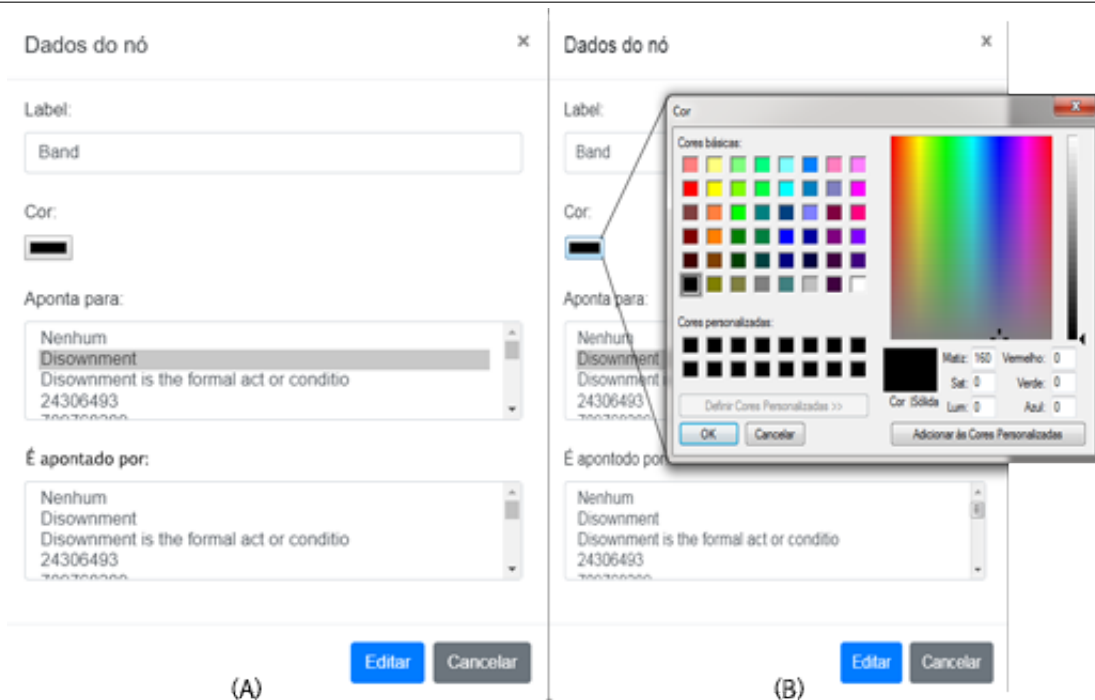 Dados do nó ×
Label:
Band
Cor:
Aponta para:
Nenhum
Disownment
Disownment is the formal act or conditio
24306493
É apontado por:
Nenhum
Disownment
Disownment is the formal act or conditio
24306493
Editar Cancelar
(A)
Dados do nó ×
Label:
Band
Cor:
Aponta para:
Nenhum
Disownment
Disownment
24306493
É apontodo por
Nenhum
Disownment
Disownment is the formal act or conditio
24306493
Editar Cancelar
(B)
Cor x
Cores básicas:
Cores personalizadas:
Definir Cores Personalizadas >>
OK Cancelar
Cor |Sólida
Matiz: 160 Vermelho: 0
Sat: 0 Verde: 0
Lum: 0 Azul: 0
Adicionar às Cores Personalizadas